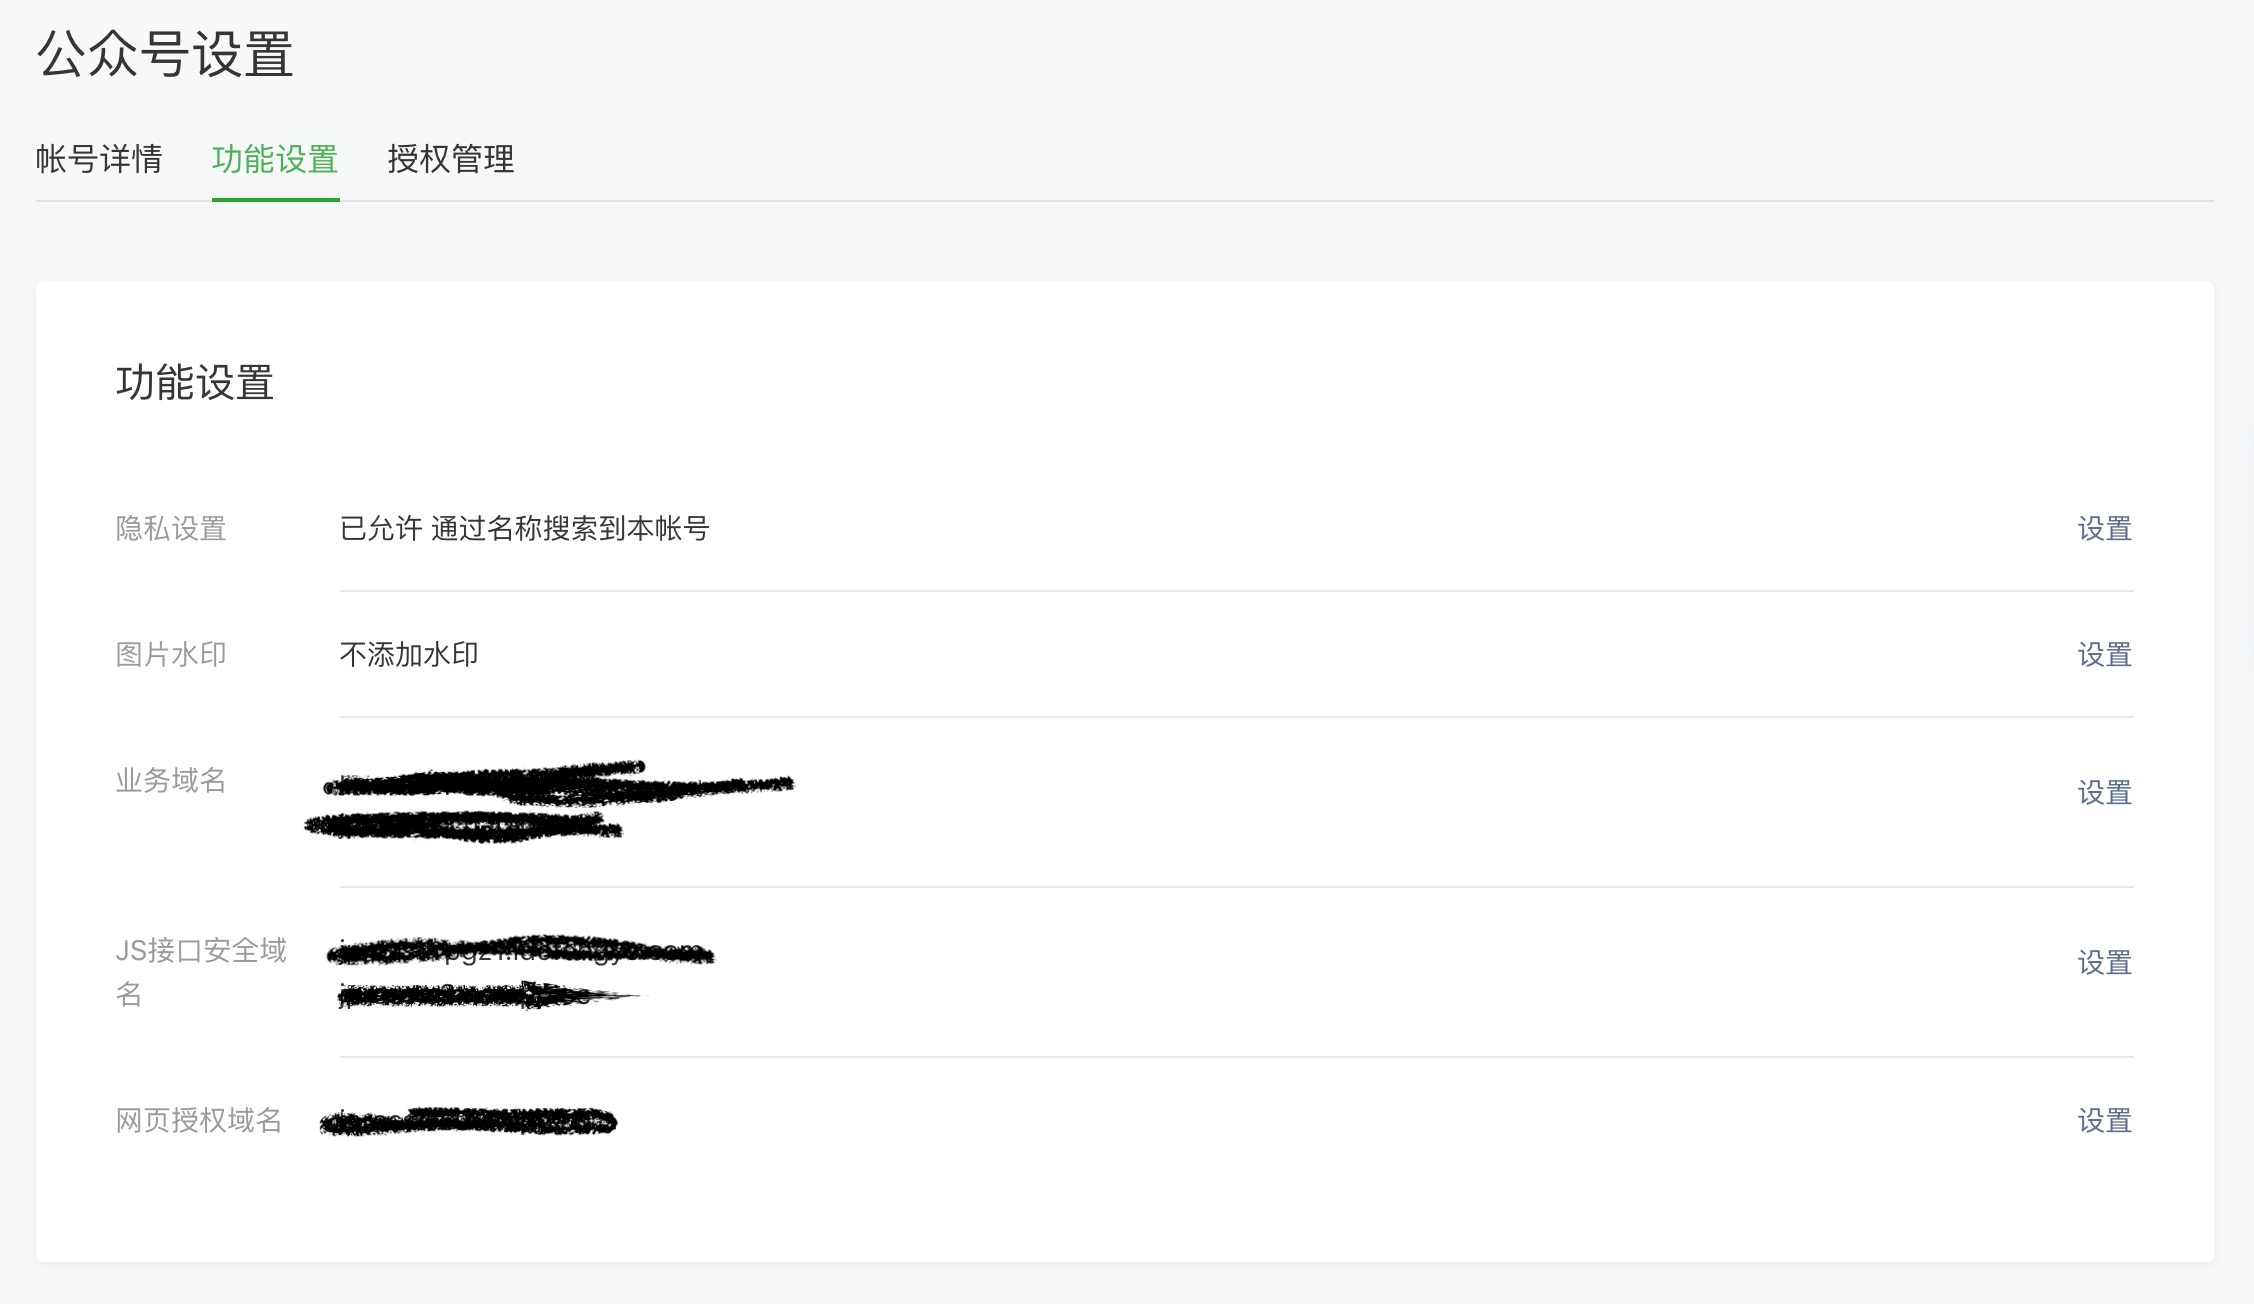 公众号设置
帐号详情 功能设置 授权管理
功能设置
隐私设置 已允许 通过名称搜索到本帐号 设置
图片水印 不添加水印 设置
业务域名 设置
JS接口安全域 设置
名
网页授权域名 设置